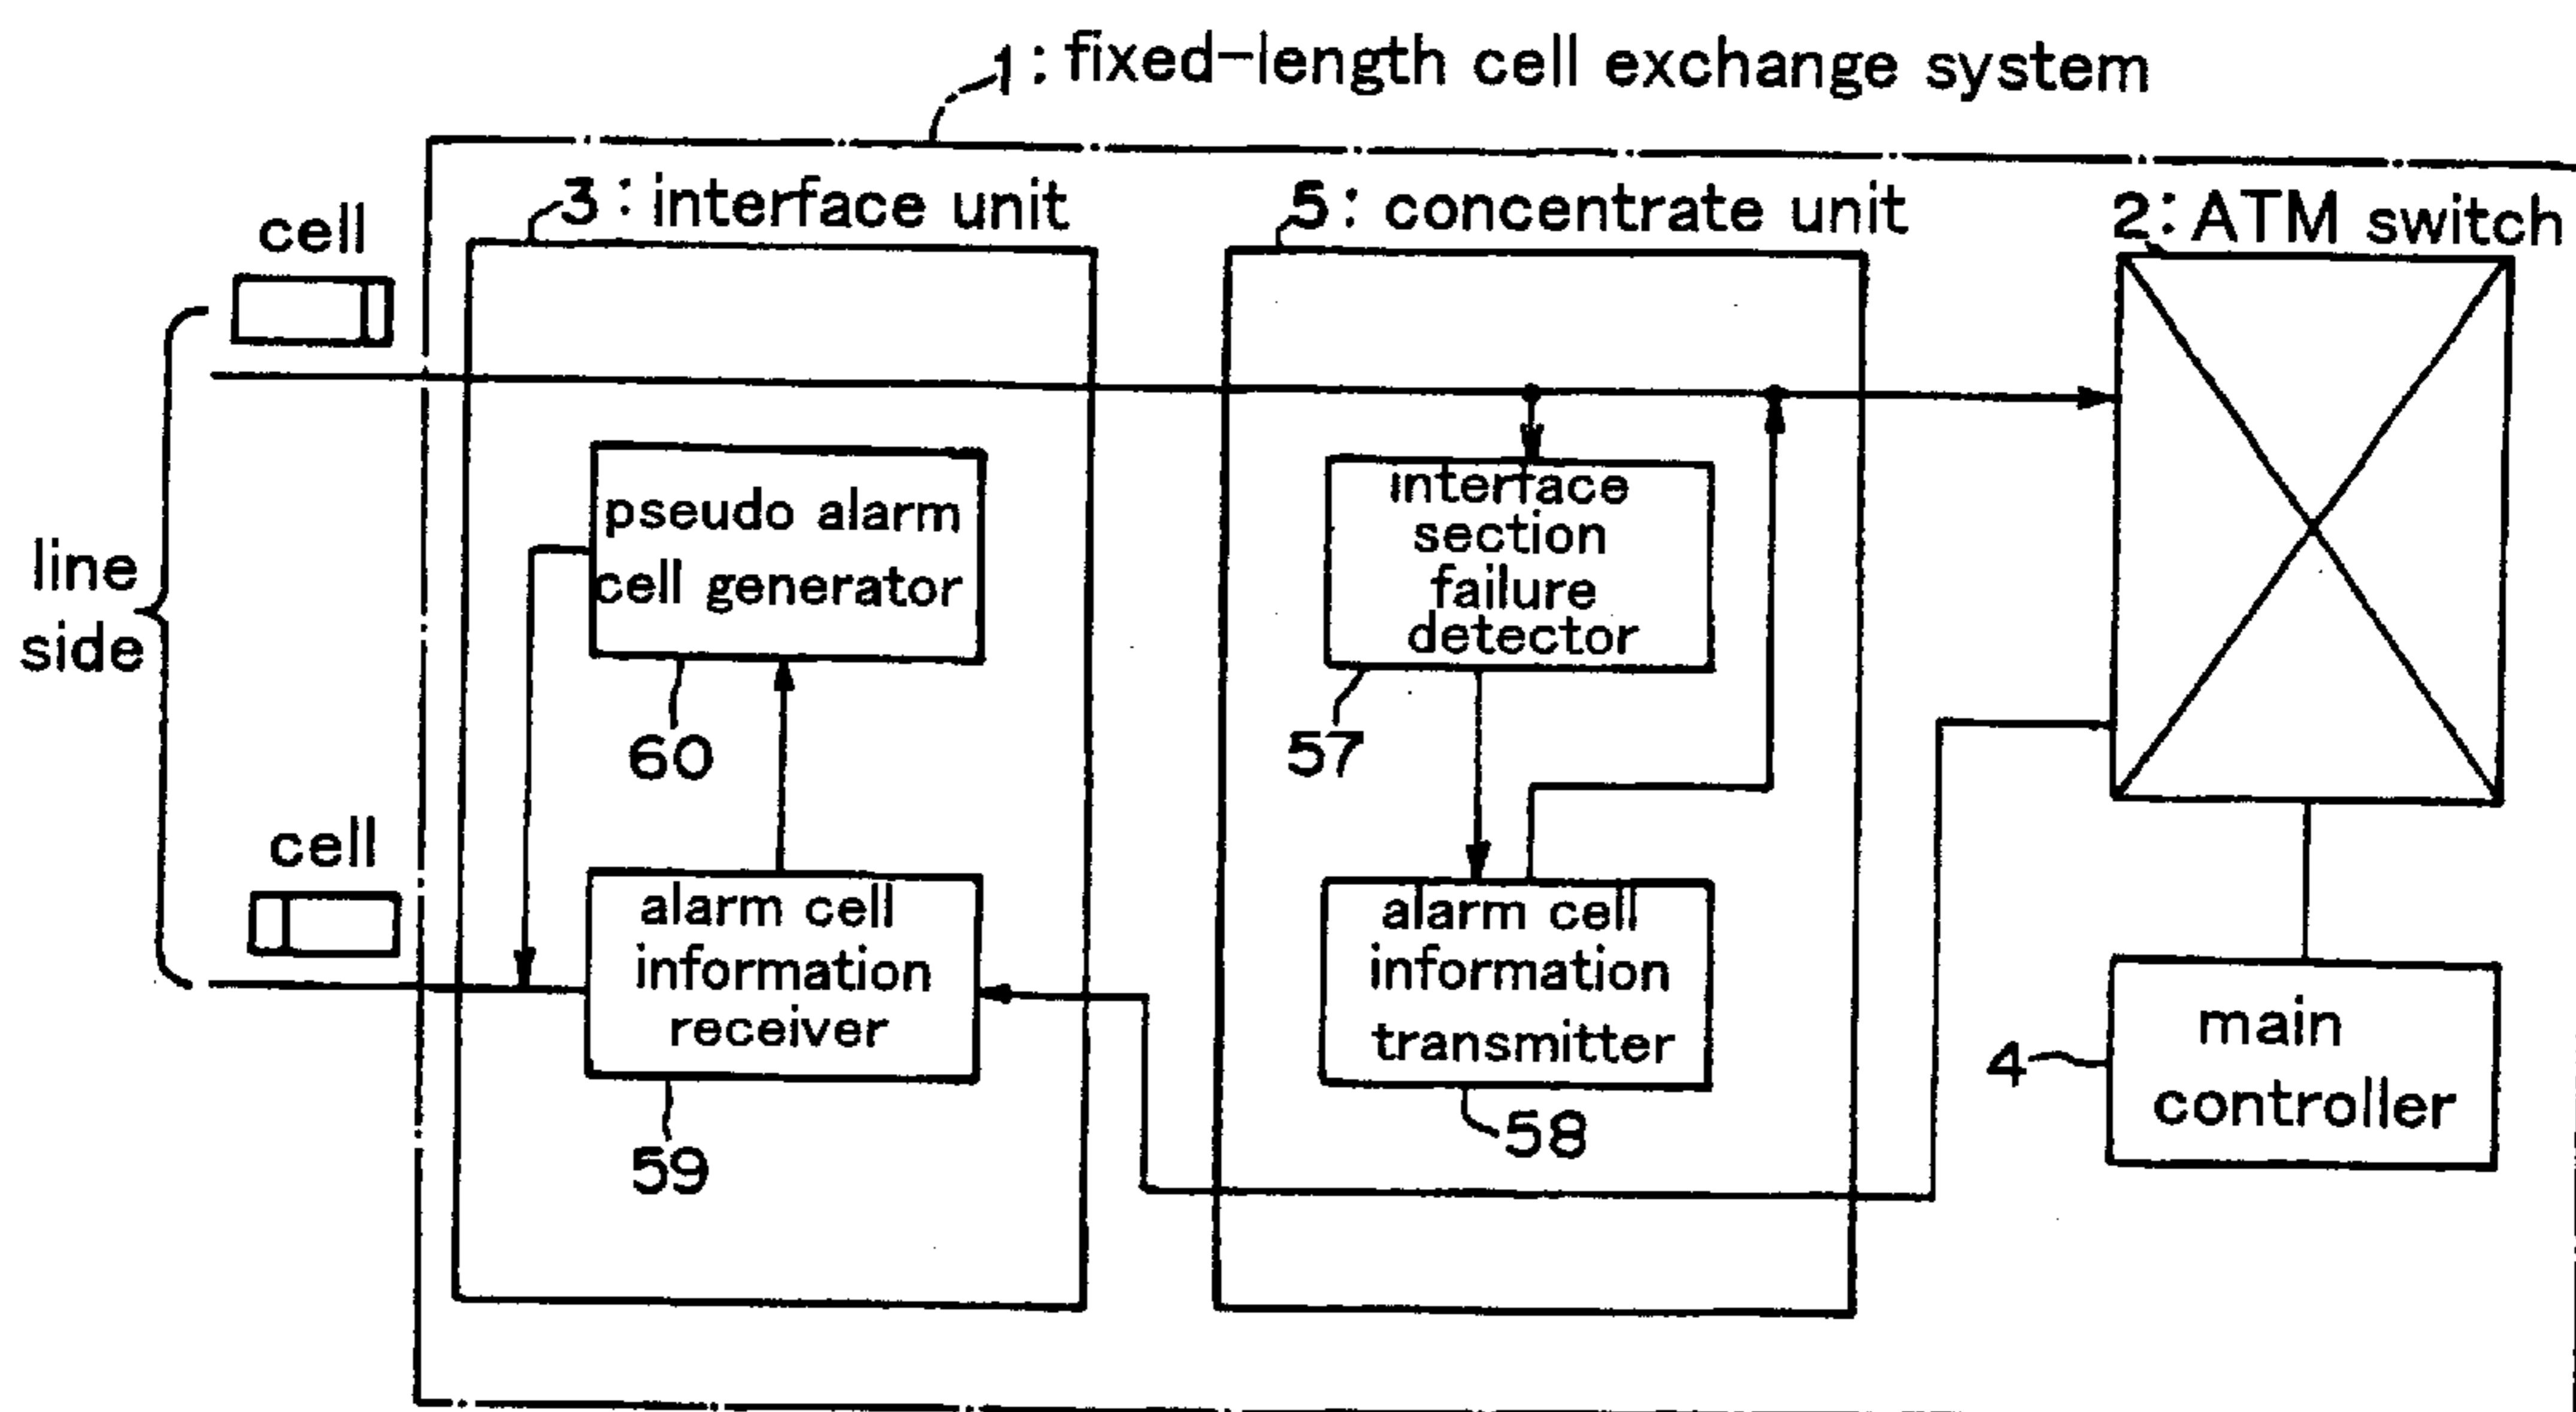 1: fixed-length cell exchange system
3: interface unit
5: concentrate unit
2: ATM switch
cell
line
side
pseudo alarm
cell generator
60
interface
section
failure
detector
57
cell
alarm cell
information
receiver
59
alarm cell
information
transmitter
58
main
controller
4